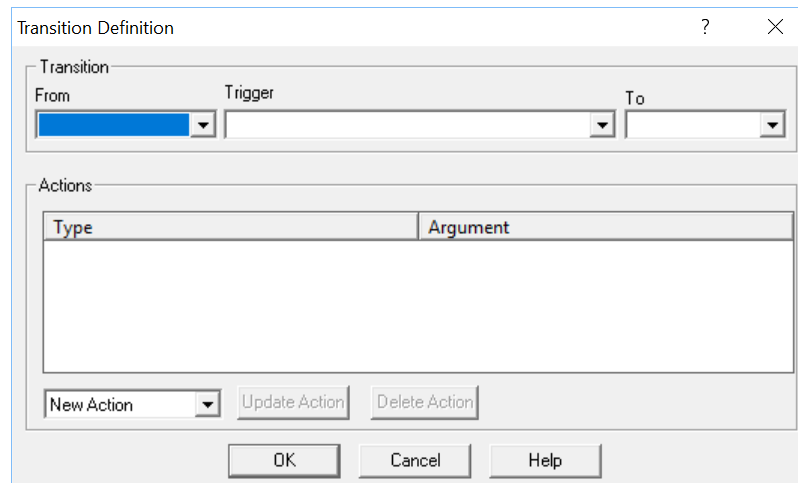 Transition Definition ?
Transition
From Trigger To
Actions
Type Argument
New Action Update Action Delete Action
OK Cancel Help